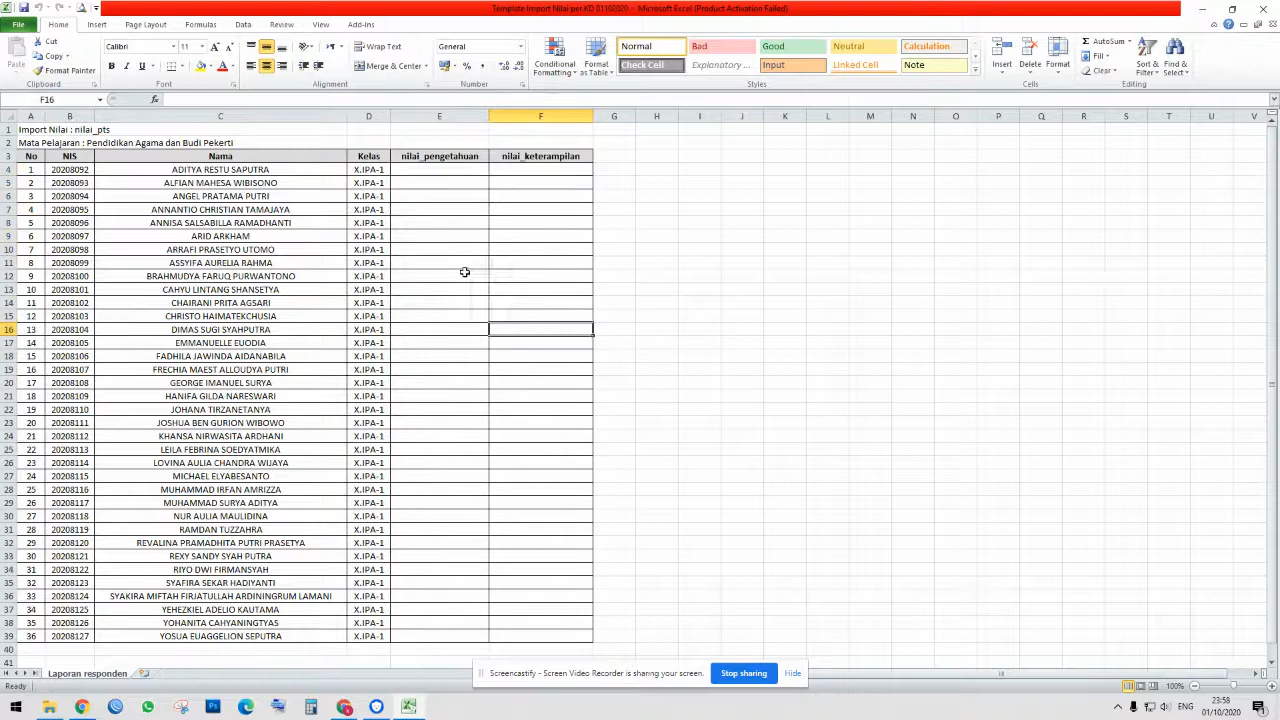 Template Import Nilai per KD 01102020 - Microsoft Excel (Product Activation Failed)
File Home Insert Page Layout Formulas Data Review View Add-Ins
Paste Cut Copy Format Painter Clipboard
Calibri 11 Font
Wrap Text Merge & Center Alignment
General Number
Conditional Formatting Format as Table Normal Bad Good Neutral Calculation
Check Cell Explanatory ... Input Linked Cell Note Styles
Insert Delete Format Cells
AutoSum Fill Clear Sort & Filter Find & Select Editing
F16 fx
A B C D E F G H I J K L M N O P Q R S T U V
1 Import Nilai : nilai_pts
2 Mata Pelajaran : Pendidikan Agama dan Budi Pekerti
3 No NIS Nama Kelas nilai_pengetahuan nilai_keterampilan
4 1 20208092 ADITYA RESTU SAPUTRA X.IPA-1
5 2 20208093 ALFIAN MAHESA WIBISONO X.IPA-1
6 3 20208094 ANGEL PRATAMA PUTRI X.IPA-1
7 4 20208095 ANNANTIO CHRISTIAN TAMAJAYA X.IPA-1
8 5 20208096 ANNISA SALSABILLA RAMADHANTI X.IPA-1
9 6 20208097 ARID ARKHAM X.IPA-1
10 7 20208098 ARRAFI PRASETYO UTOMO X.IPA-1
11 8 20208099 ASSYIFA AURELIA RAHMA X.IPA-1
12 9 20208100 BRAHMUDYA FARUQ PURWANTONO X.IPA-1
13 10 20208101 CAHYU LINTANG SHANSETYA X.IPA-1
14 11 20208102 CHAIRANI PRITA AGSARI X.IPA-1
15 12 20208103 CHRISTO HAIMATEKCHUSIA X.IPA-1
16 13 20208104 DIMAS SUGI SYAHPUTRA X.IPA-1
17 14 20208105 EMMANUELLE EUODIA X.IPA-1
18 15 20208106 FADHILA JAWINDA AIDANABILA X.IPA-1
19 16 20208107 FRECHIA MAEST ALLOUDYA PUTRI X.IPA-1
20 17 20208108 GEORGE IMANUEL SURYA X.IPA-1
21 18 20208109 HANIFA GILDA NARESWARI X.IPA-1
22 19 20208110 JOHANA TIRZANETANYA X.IPA-1
23 20 20208111 JOSHUA BEN GURION WIBOWO X.IPA-1
24 21 20208112 KHANSA NIRWASITA ARDHANI X.IPA-1
25 22 20208113 LEILA FEBRINA SOEDYATMIKA X.IPA-1
26 23 20208114 LOVINA AULIA CHANDRA WIJAYA X.IPA-1
27 24 20208115 MICHAEL ELYABESANTO X.IPA-1
28 25 20208116 MUHAMMAD IRFAN AMRIZZA X.IPA-1
29 26 20208117 MUHAMMAD SURYA ADITYA X.IPA-1
30 27 20208118 NUR AULIA MAULIDINA X.IPA-1
31 28 20208119 RAMDAN TUZZAHRA X.IPA-1
32 29 20208120 REVALINA PRAMADHITA PUTRI PRASETYA X.IPA-1
33 30 20208121 REXY SANDY SYAH PUTRA X.IPA-1
34 31 20208122 RIYO DWI FIRMANSYAH X.IPA-1
35 32 20208123 SYAFIRA SEKAR HADIYANTI X.IPA-1
36 33 20208124 SYAKIRA MIFTAH FIRJATULLAH ARDININGRUM LAMANI X.IPA-1
37 34 20208125 YEHEZKIEL ADELIO KAUTAMA X.IPA-1
38 35 20208126 YOHANITA CAHYANINGTYAS X.IPA-1
39 36 20208127 YOSUA EUAGGELION SEPUTRA X.IPA-1
40
41
Laporan responden
Screencastify - Screen Video Recorder is sharing your screen. Stop sharing Hide
Ready 100%
ENG 23:58
01/10/2020